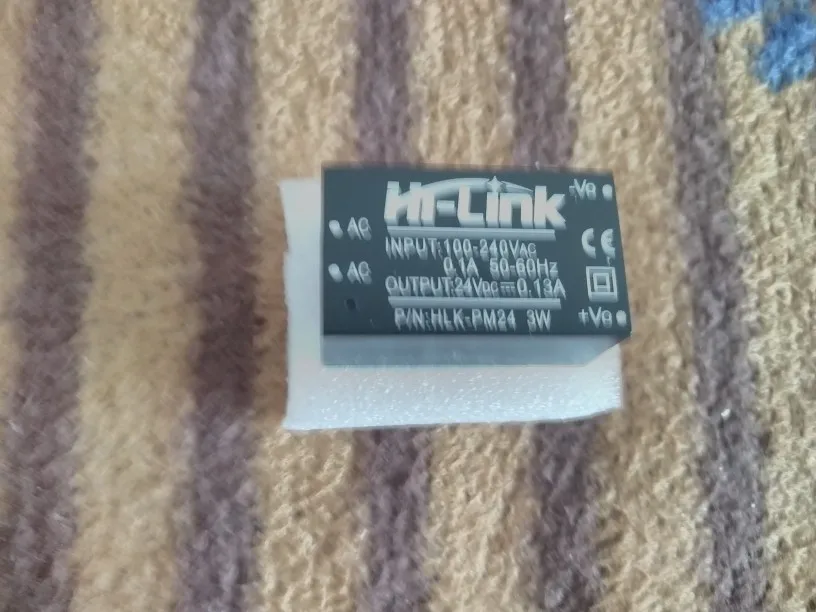 Hi-Link
-Vo
AC
INPUT:100-240VAC
CE
AC
0.1A 50-60Hz
OUTPUT:24VDC⎓0.13A
P/N:HLK-PM24 3W
+Vo